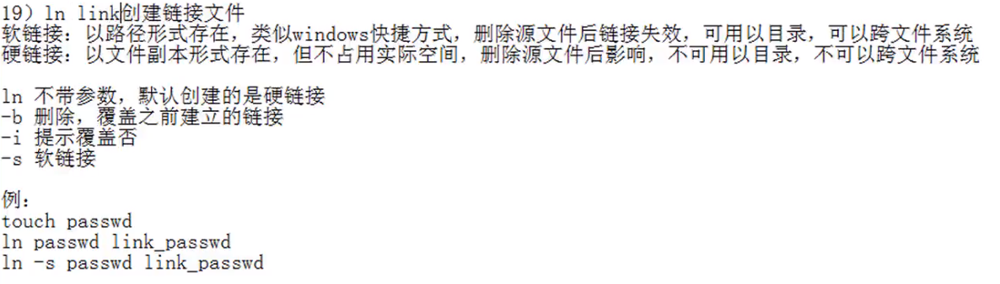 19）ln link创建链接文件
软链接：以路径形式存在，类似windows快捷方式，删除源文件后链接失效，可用以目录，可以跨文件系统
硬链接：以文件副本形式存在，但不占用实际空间，删除源文件后影响，不可用以目录，不可以跨文件系统
ln 不带参数，默认创建的是硬链接
-b 删除，覆盖之前建立的链接
-i 提示覆盖否
-s 软链接
例：
touch passwd
ln passwd link_passwd
ln -s passwd link_passwd